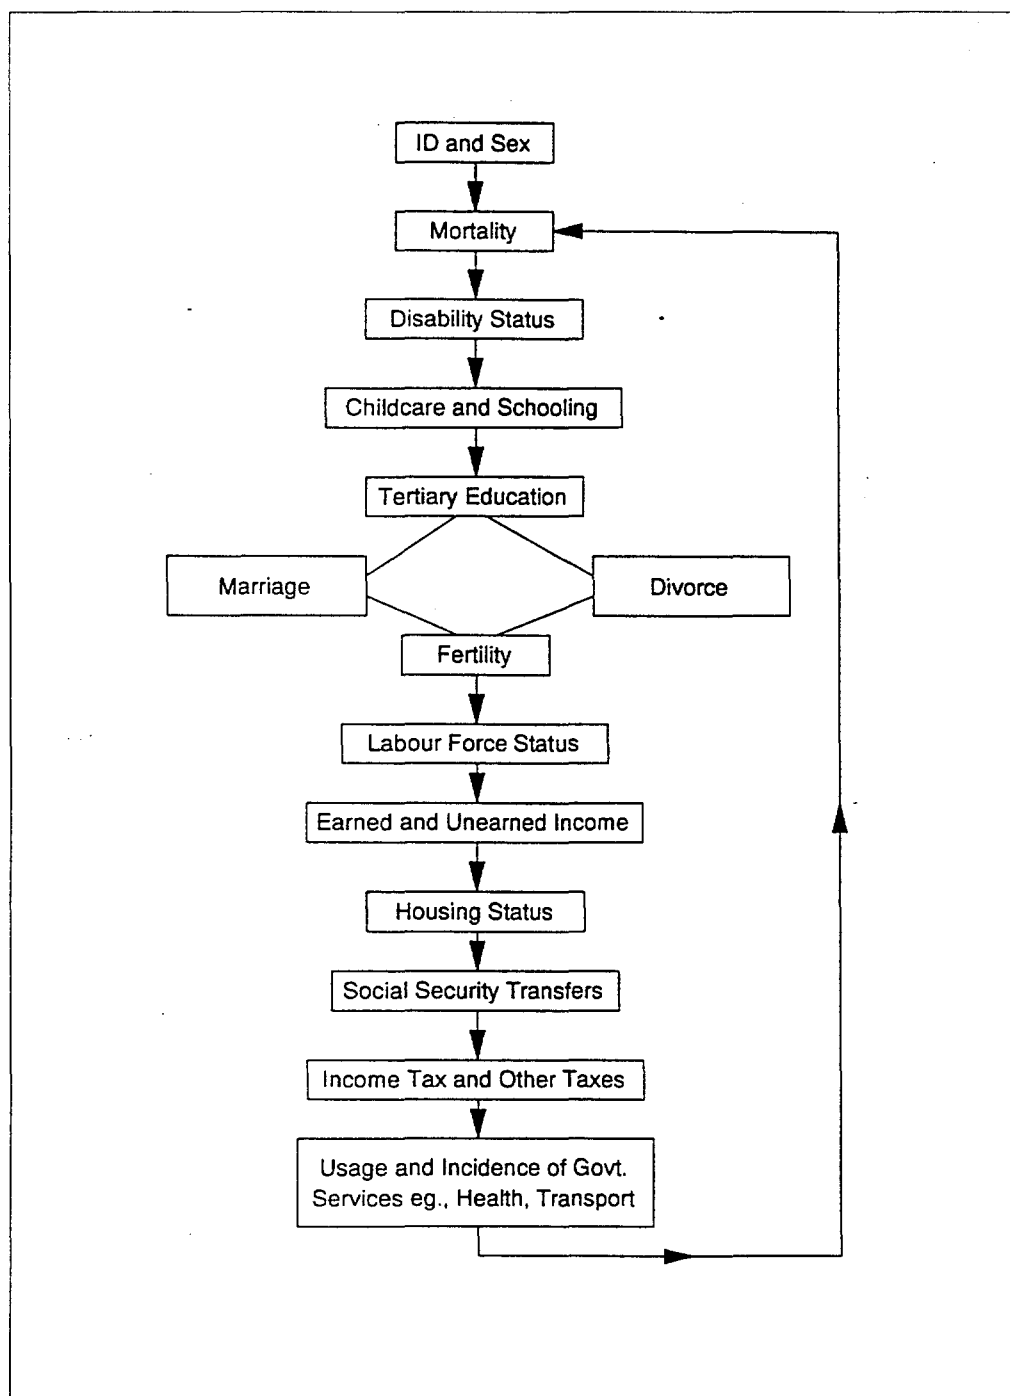 ID and Sex
Mortality
Disability Status
Childcare and Schooling
Tertiary Education
Marriage
Divorce
Fertility
Labour Force Status
Earned and Unearned Income
Housing Status
Social Security Transfers
Income Tax and Other Taxes
Usage and Incidence of Govt.
Services eg., Health, Transport